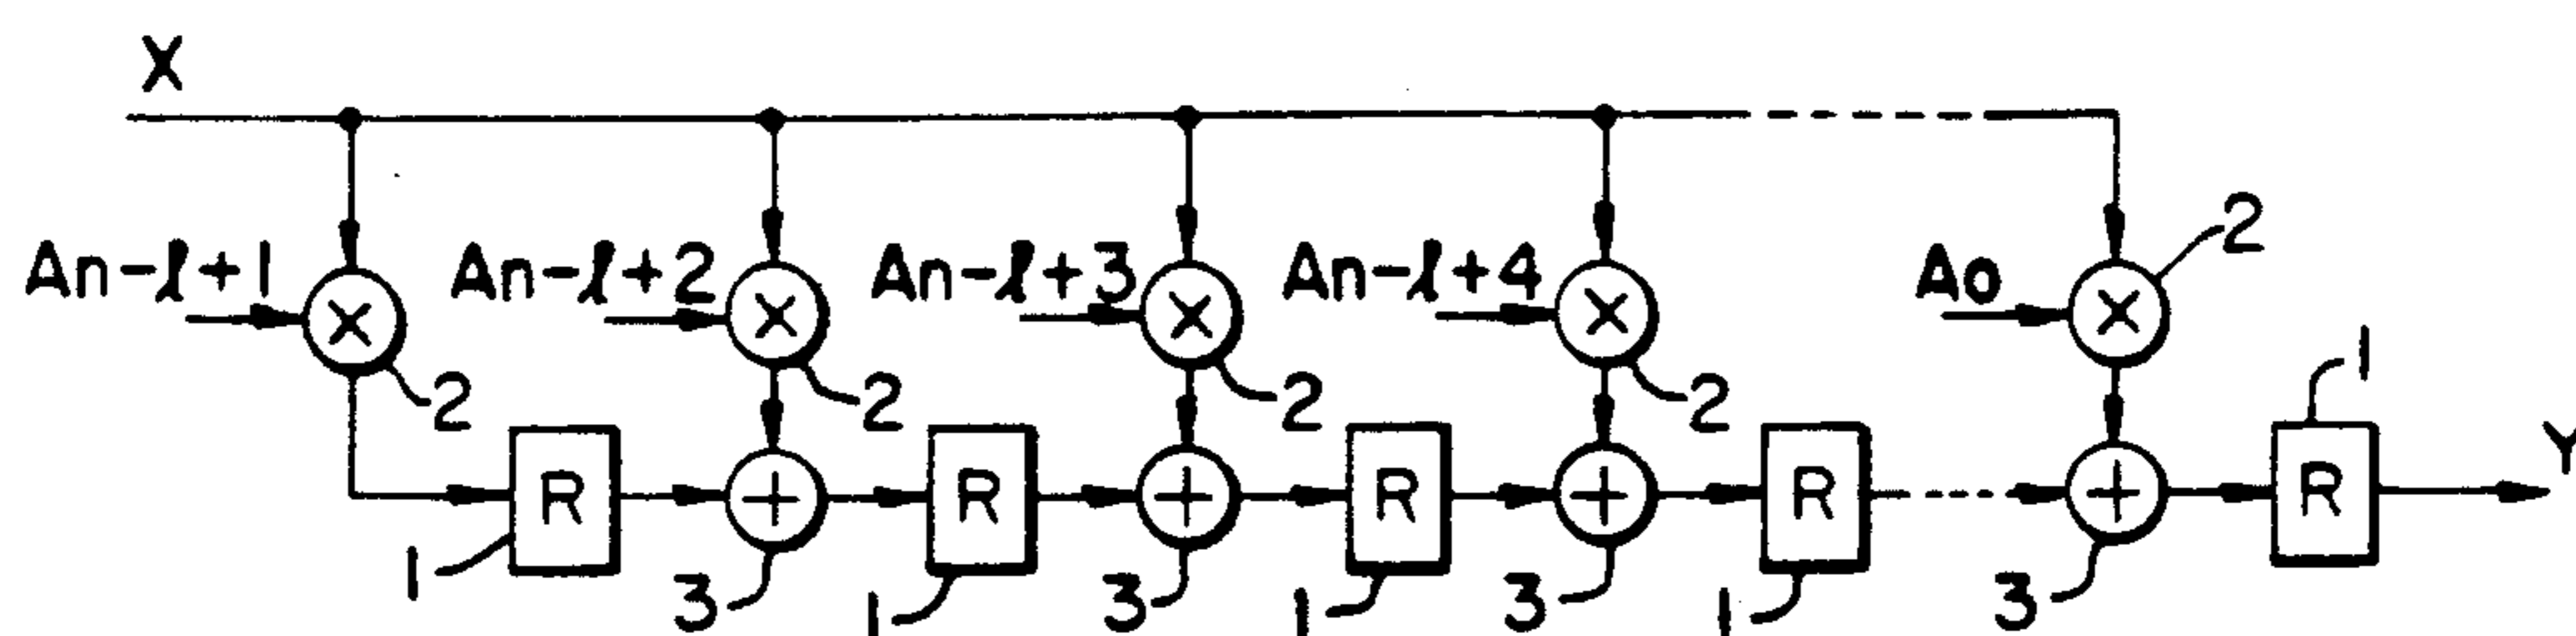 X
An-ℓ+1
An-ℓ+2
An-ℓ+3
An-ℓ+4
Ao
2
× × × × ×
2 2 2 2
1
R + R + R + R + R
Y
1 3 1 3 1 3 1 3